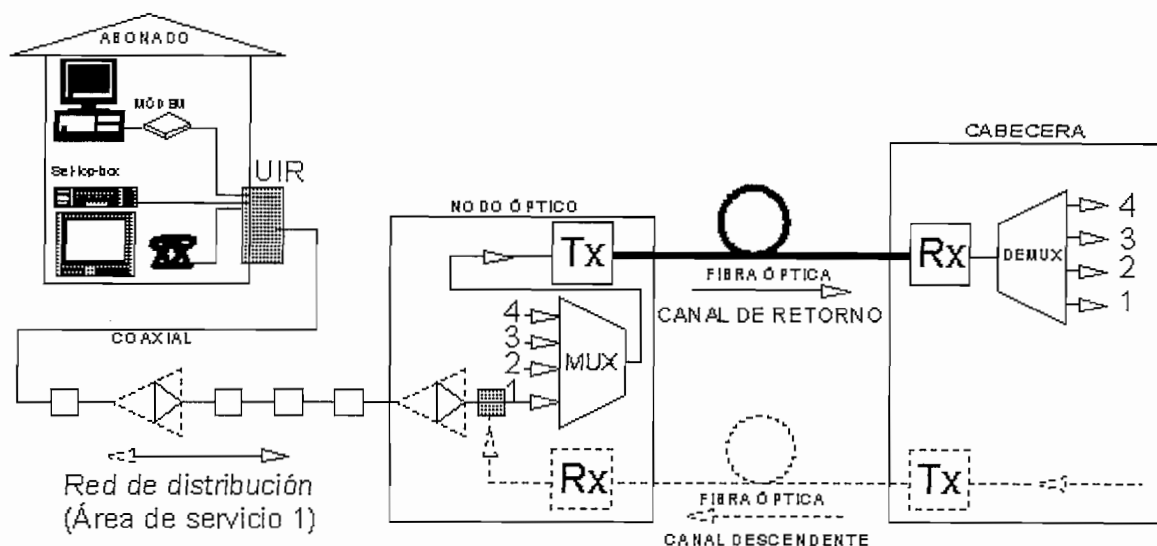 ABONADO
MÓDEM
Set-top-box
UIR
COAXIAL
Red de distribución
(Área de servicio 1)
NODO ÓPTICO
Tx
4
3
2
1
MUX
Rx
FIBRA ÓPTICA
CANAL DE RETORNO
FIBRA ÓPTICA
CANAL DESCENDENTE
CABECERA
Rx
DEMUX
4
3
2
1
Tx